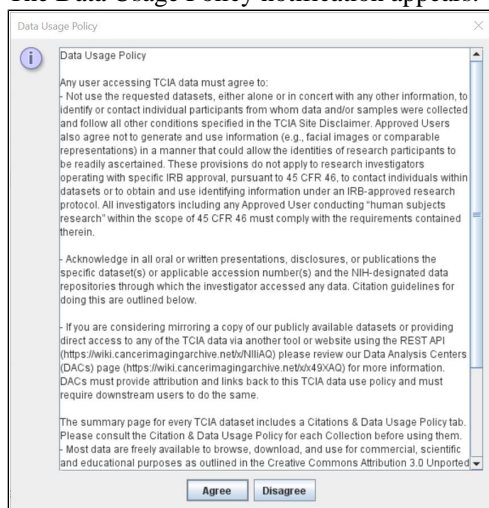 The Data Usage Policy notification appears.
Data Usage Policy
Data Usage Policy
Any user accessing TCIA data must agree to:
- Not use the requested datasets, either alone or in concert with any other information, to
identify or contact individual participants from whom data and/or samples were collected
and follow all other conditions specified in the TCIA Site Disclaimer. Approved Users
also agree not to generate and use information (e.g., facial images or comparable
representations) in a manner that could allow the identities of research participants to
be readily ascertained. These provisions do not apply to research investigators
operating with specific IRB approval, pursuant to 45 CFR 46, to contact individuals within
datasets or to obtain and use identifying information under an IRB-approved research
protocol. All investigators including any Approved User conducting "human subjects
research" within the scope of 45 CFR 46 must comply with the requirements contained
therein.
- Acknowledge in all oral or written presentations, disclosures, or publications the
specific dataset(s) or applicable accession number(s) and the NIH-designated data
repositories through which the investigator accessed any data. Citation guidelines for
doing this are outlined below.
- If you are considering mirroring a copy of our publicly available datasets or providing
direct access to any of the TCIA data via another tool or website using the REST API
(https://wiki.cancerimagingarchive.net/x/NIIiAQ) please review our Data Analysis Centers
(DACs) page (https://wiki.cancerimagingarchive.net/x/x49XAQ) for more information.
DACs must provide attribution and links back to this TCIA data use policy and must
require downstream users to do the same.
The summary page for every TCIA dataset includes a Citations & Data Usage Policy tab.
Please consult the Citation & Data Usage Policy for each Collection before using them.
- Most data are freely available to browse, download, and use for commercial, scientific
and educational purposes as outlined in the Creative Commons Attribution 3.0 Unported
Agree Disagree